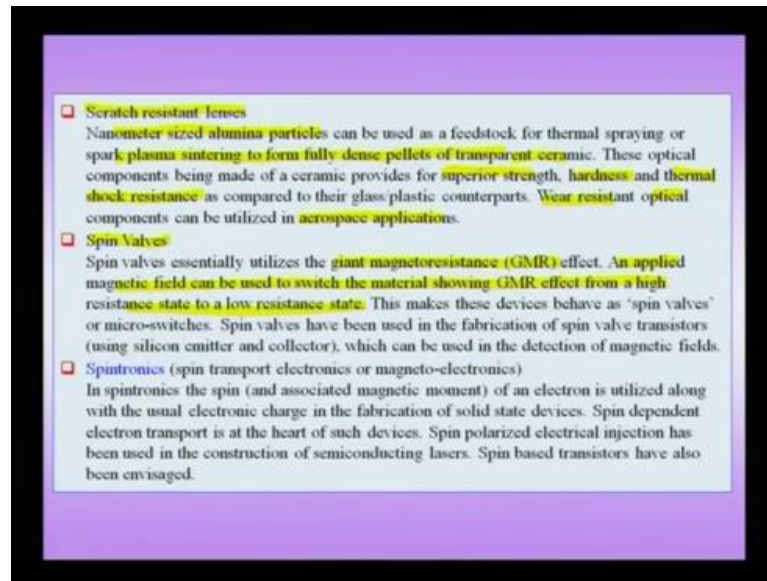 Scratch resistant lenses
Nanometer sized alumina particles can be used as a feedstock for thermal spraying or
spark plasma sintering to form fully dense pellets of transparent ceramic. These optical
components being made of a ceramic provides for superior strength, hardness and thermal
shock resistance as compared to their glass/plastic counterparts. Wear resistant optical
components can be utilized in aerospace applications.
Spin Valves
Spin valves essentially utilizes the giant magnetoresistance (GMR) effect. An applied
magnetic field can be used to switch the material showing GMR effect from a high
resistance state to a low resistance state. This makes these devices behave as 'spin valves'
or micro-switches. Spin valves have been used in the fabrication of spin valve transistors
(using silicon emitter and collector), which can be used in the detection of magnetic fields.
Spintronics (spin transport electronics or magneto-electronics)
In spintronics the spin (and associated magnetic moment) of an electron is utilized along
with the usual electronic charge in the fabrication of solid state devices. Spin dependent
electron transport is at the heart of such devices. Spin polarized electrical injection has
been used in the construction of semiconducting lasers. Spin based transistors have also
been envisaged.